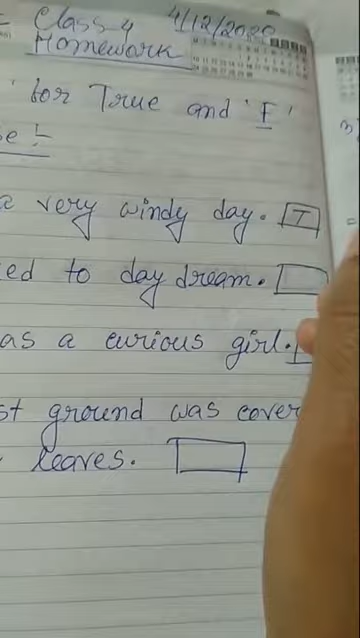 Class-4 4/12/2020
Homework
' for True and 'F'
se :-
a very windy day. [T]
ed to day dream.
as a curious girl.
st ground was cover
leaves.